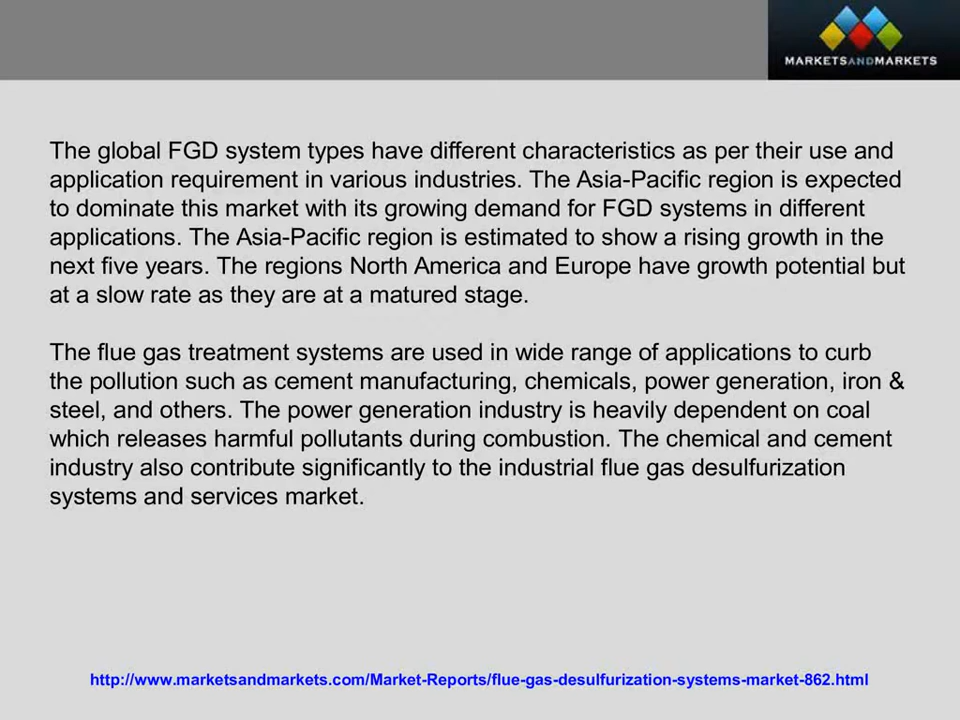 MARKETSANDMARKETS
The global FGD system types have different characteristics as per their use and
application requirement in various industries. The Asia-Pacific region is expected
to dominate this market with its growing demand for FGD systems in different
applications. The Asia-Pacific region is estimated to show a rising growth in the
next five years. The regions North America and Europe have growth potential but
at a slow rate as they are at a matured stage.
The flue gas treatment systems are used in wide range of applications to curb
the pollution such as cement manufacturing, chemicals, power generation, iron &
steel, and others. The power generation industry is heavily dependent on coal
which releases harmful pollutants during combustion. The chemical and cement
industry also contribute significantly to the industrial flue gas desulfurization
systems and services market.
http://www.marketsandmarkets.com/Market-Reports/flue-gas-desulfurization-systems-market-862.html